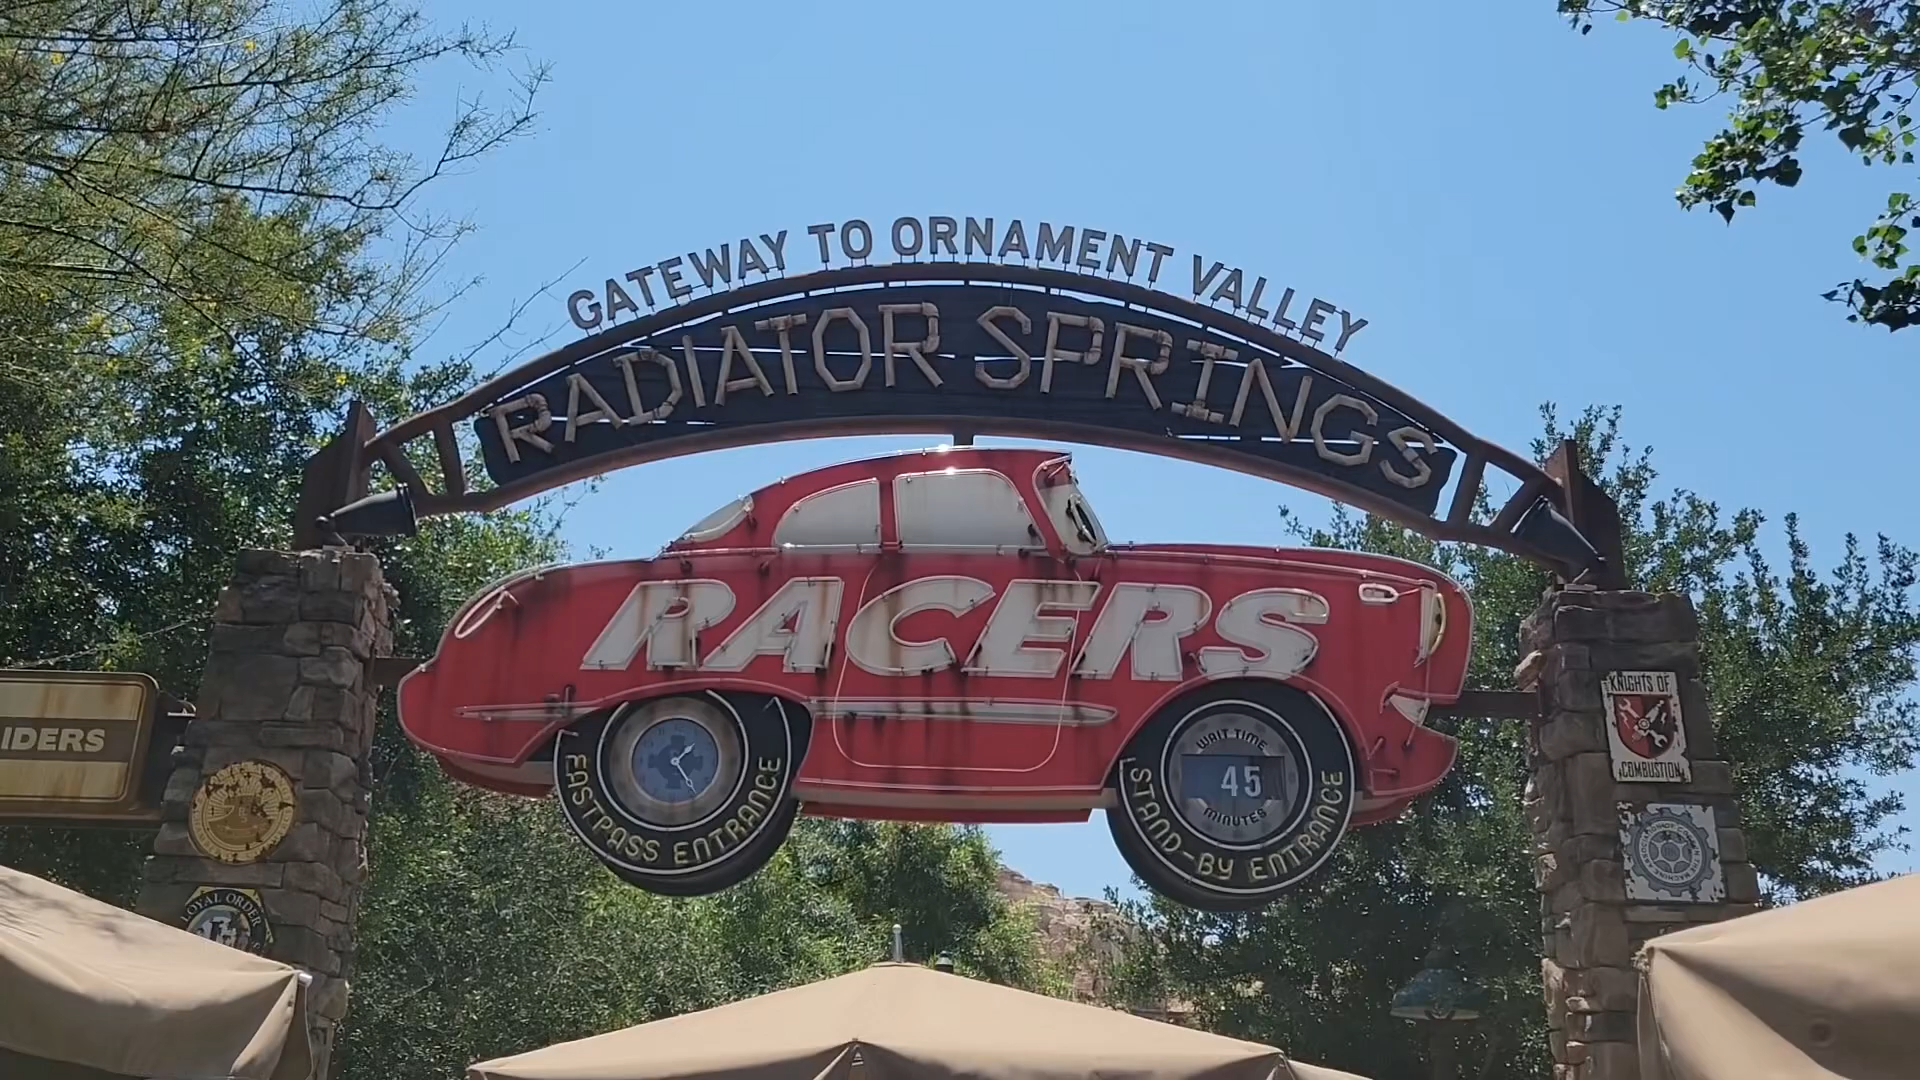 GATEWAY TO ORNAMENT VALLEY
RADIATOR SPRINGS
RACERS
IDERS
FASTPASS ENTRANCE
WAIT TIME
45
MINUTES
STAND-BY ENTRANCE
KNIGHTS OF
COMBUSTION
LOYAL ORDER